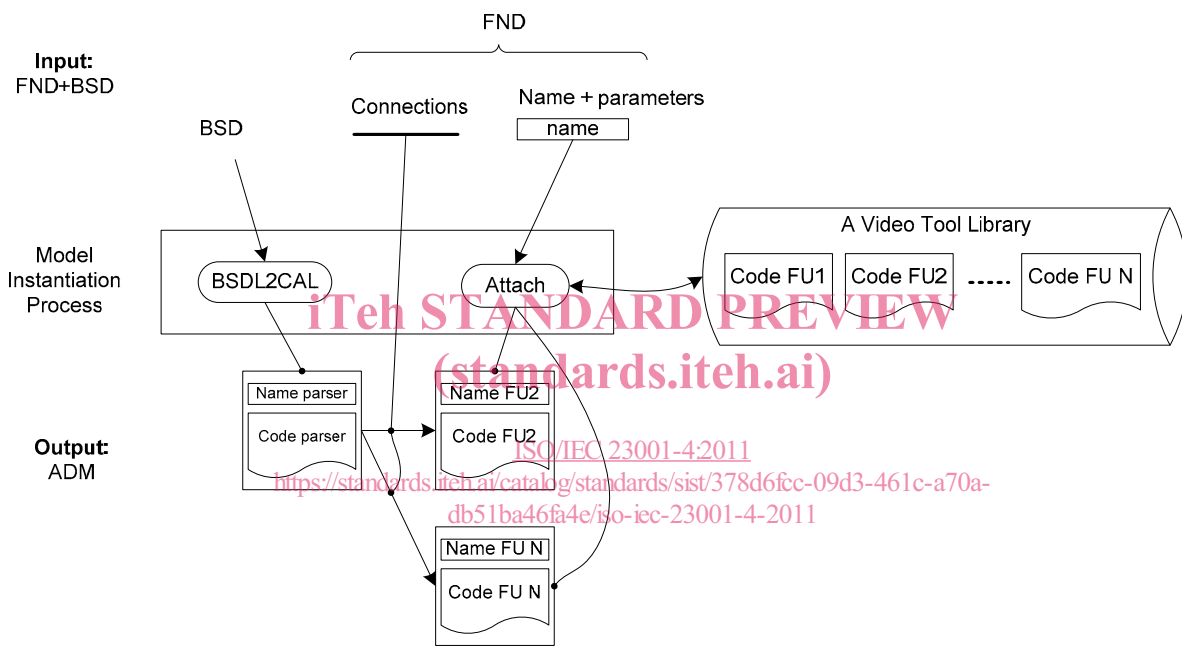 FND
Input:
FND+BSD
Connections
Name + parameters
name
BSD
A Video Tool Library
Model
Instantiation
Process
BSDL2CAL
Attach
Code FU1
Code FU2
Code FU N
iTeh STANDARD PREVIEW
(standards.iteh.ai)
Name parser
Name FU2
Code parser
Code FU2
Output:
ADM
ISO/IEC 23001-4:2011
https://standards.iteh.ai/catalog/standards/sist/378d6fcc-09d3-461c-a70a-
db51ba46fa4e/iso-iec-23001-4-2011
Name FU N
Code FU N